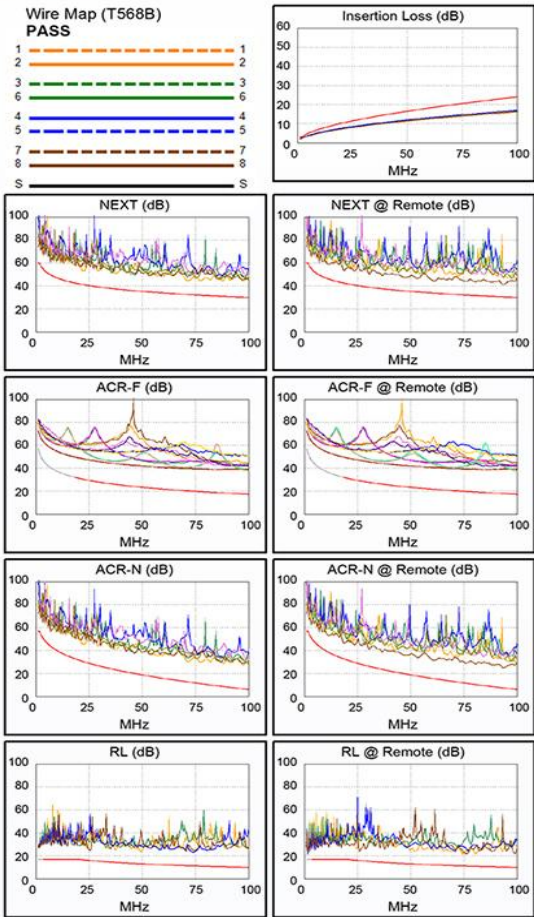 Wire Map (T568B)
PASS
1 1
2 2
3 3
6 6
4 4
5 5
7 7
8 8
S S
Insertion Loss (dB)
60
50
40
30
20
10
0
0 25 50 75 100
MHz
NEXT (dB)
100
80
60
40
20
0
0 25 50 75 100
MHz
NEXT @ Remote (dB)
100
80
60
40
20
0
0 25 50 75 100
MHz
ACR-F (dB)
100
80
60
40
20
0
0 25 50 75 100
MHz
ACR-F @ Remote (dB)
100
80
60
40
20
0
0 25 50 75 100
MHz
ACR-N (dB)
100
80
60
40
20
0
0 25 50 75 100
MHz
ACR-N @ Remote (dB)
100
80
60
40
20
0
0 25 50 75 100
MHz
RL (dB)
100
80
60
40
20
0
0 25 50 75 100
MHz
RL @ Remote (dB)
100
80
60
40
20
0
0 25 50 75 100
MHz